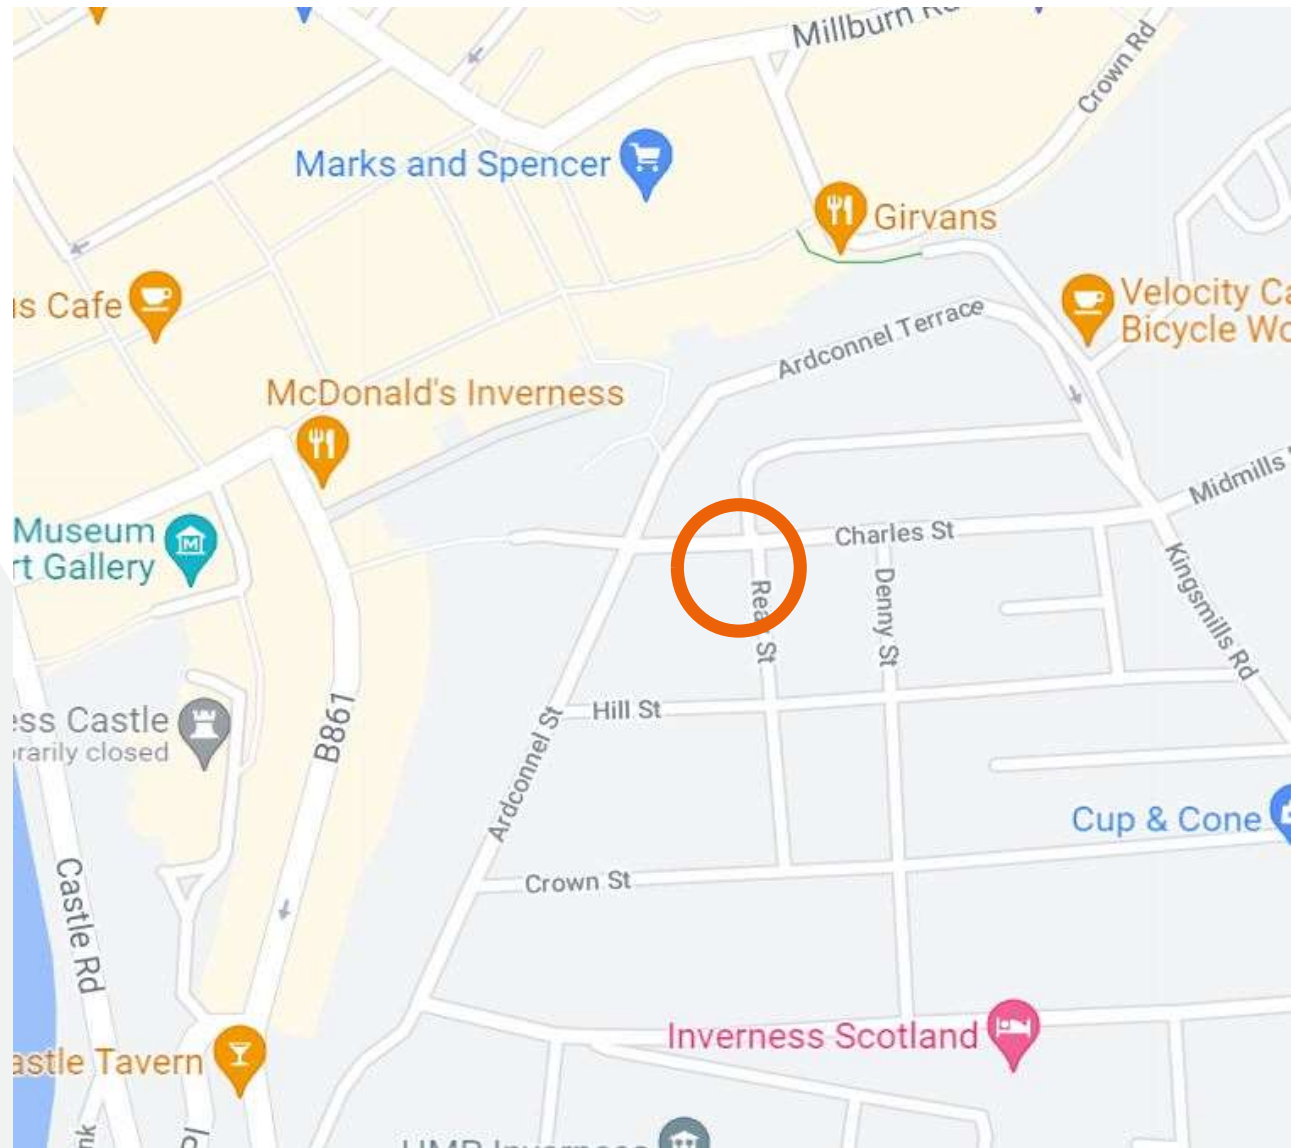 Millburn
Crown Rd
Marks and Spencer
Girvans
Velocity Ca
Bicycle Wo
s Cafe
Ardconnel Terrace
McDonald's Inverness
Midmills
Museum
rt Gallery
Charles St
Kingsmills Rd
Denny St
St
Hill St
ess Castle
rarily closed
B861
Ardconnel St
Cup & Cone
Castle Rd
Crown St
Inverness Scotland
astle Tavern